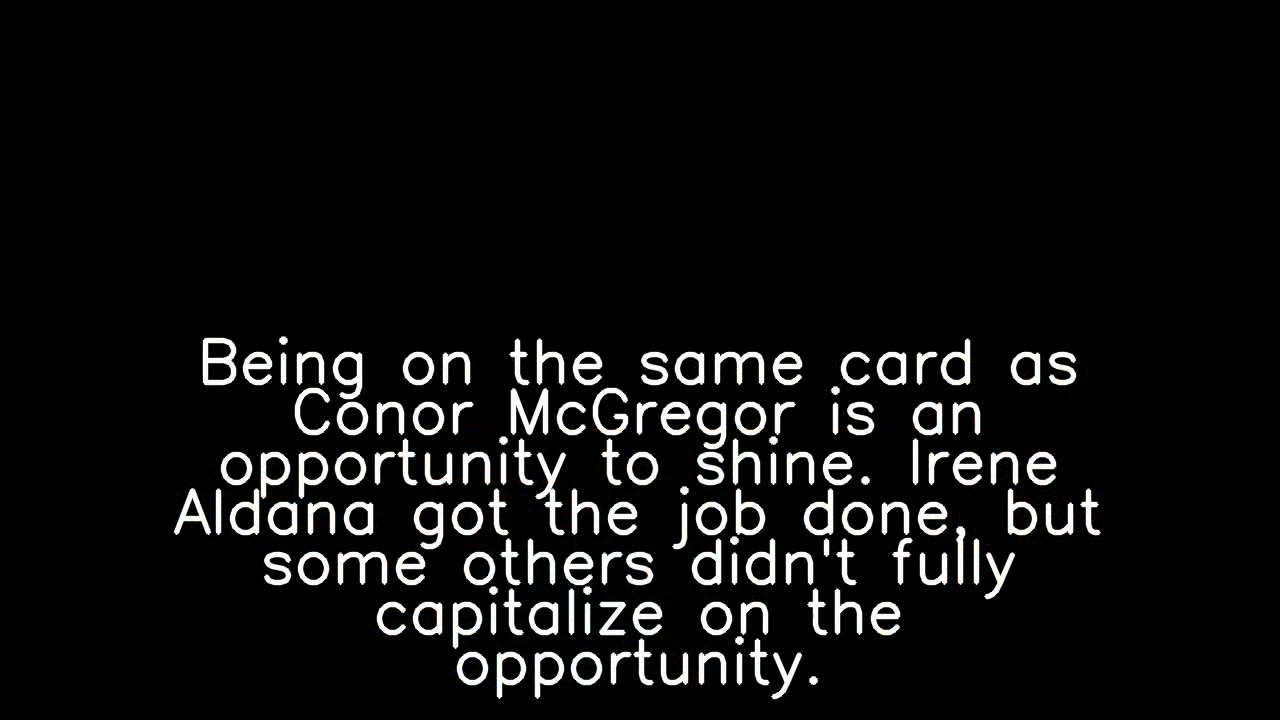 Being on the same card as
Conor McGregor is an
opportunity to shine. Irene
Aldana got the job done, but
some others didn't fully
capitalize on the
opportunity.